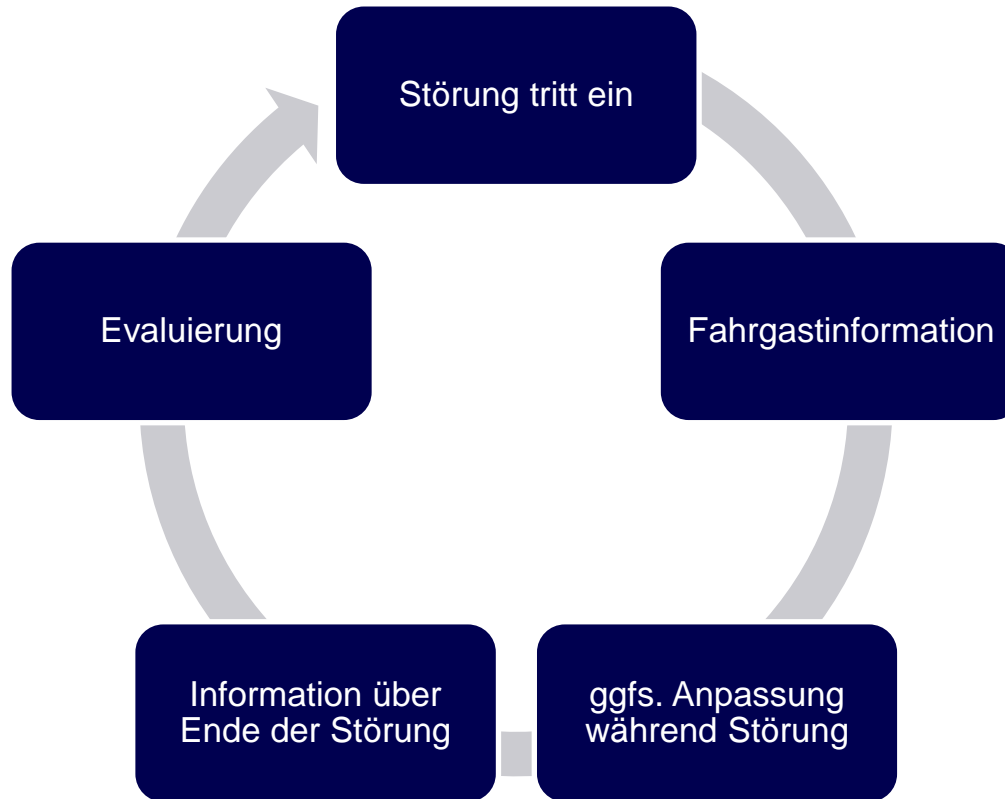 Störung tritt ein
Fahrgastinformation
ggfs. Anpassung
während Störung
Information über
Ende der Störung
Evaluierung